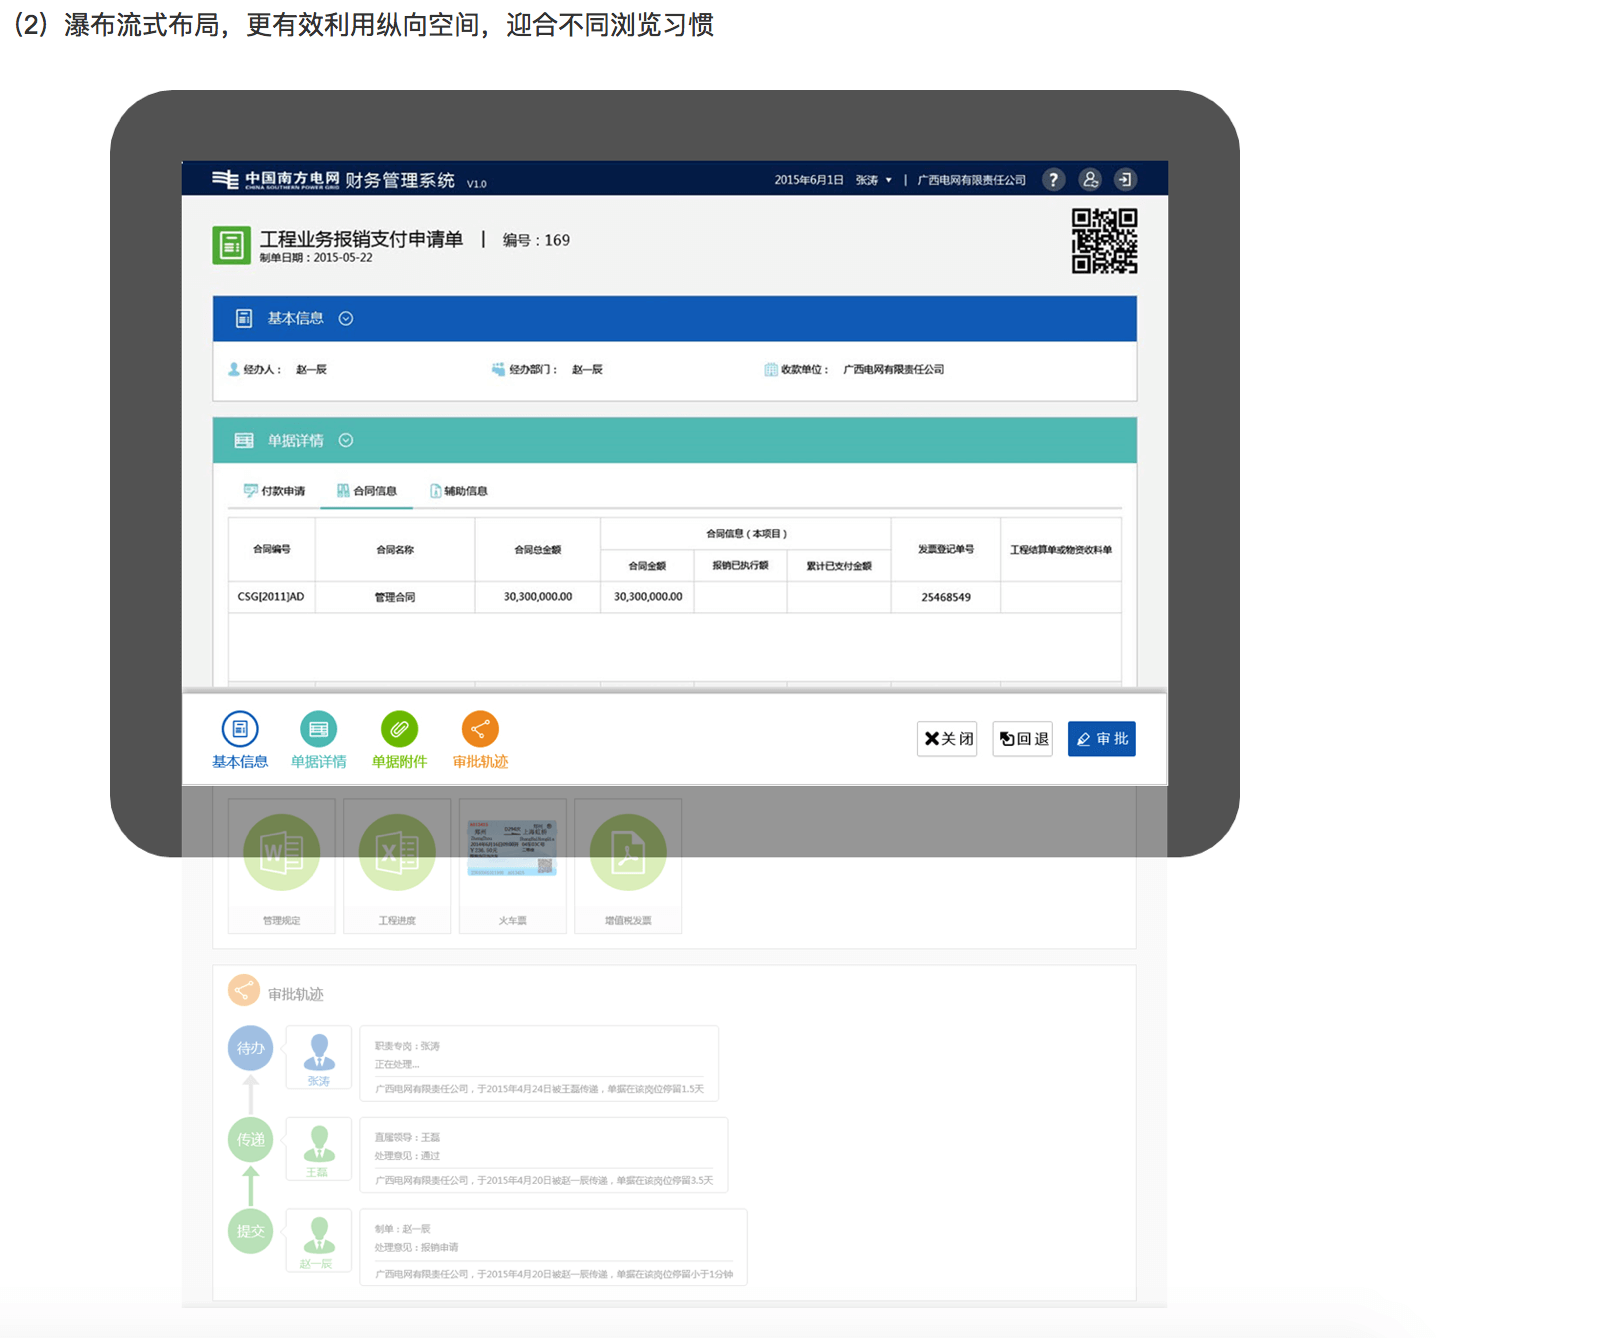 (2) 瀑布流式布局，更有效利用纵向空间，迎合不同浏览习惯
中国南方电网 财务管理系统 V1.0
CHINA SOUTHERN POWER GRID
2015年6月1日 张涛 | 广西电网有限责任公司
工程业务报销支付申请单 | 编号：169
制单日期：2015-05-22
基本信息
经办人： 赵一辰 经办部门： 赵一辰 收款单位： 广西电网有限责任公司
单据详情
付款申请 合同信息 辅助信息
合同编号 合同名称 合同总金额 合同信息（本项目） 发票登记单号 工程结算单或物资收料单
合同金额 报销已执行额 累计已支付金额
CSG[2011]AD 管理合同 30,300,000.00 30,300,000.00 25468549
基本信息 单据详情 单据附件 审批轨迹
关闭 回退 审批
管理规定 工程进度 火车票 增值税发票
审批轨迹
待办
张涛
职责专岗：张涛
正在处理...
广西电网有限责任公司，于2015年4月24日被王磊传递，单据在该岗位停留1.5天
传递
王磊
直属领导：王磊
处理意见：通过
广西电网有限责任公司，于2015年4月20日被赵一辰传递，单据在该岗位停留3.5天
提交
赵一辰
制单：赵一辰
处理意见：报销申请
广西电网有限责任公司，于2015年4月20日被赵一辰传递，单据在该岗位停留小于1分钟